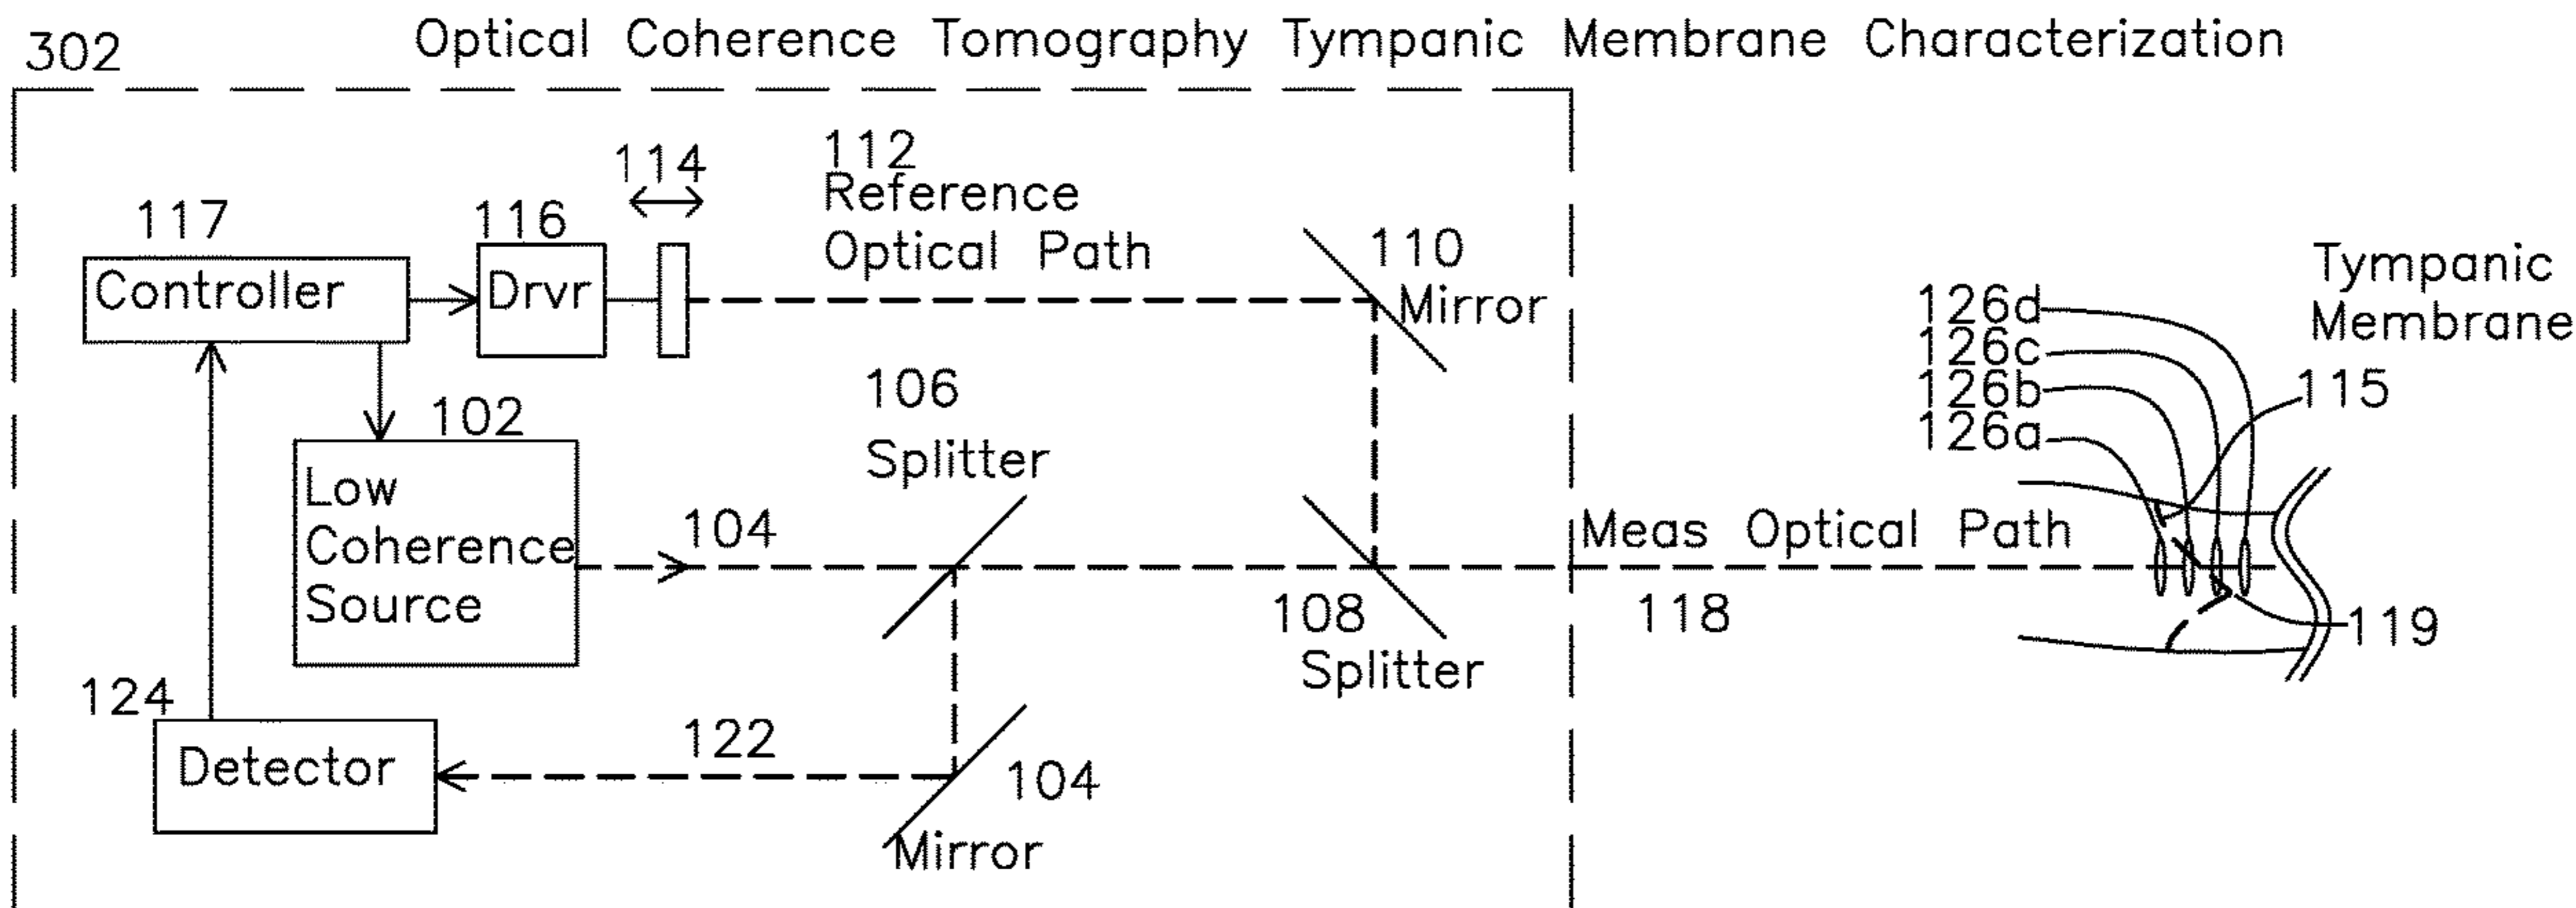 302
Optical Coherence Tomography Tympanic Membrane Characterization
114
112
Reference
Optical Path
117
Controller
116
Drvr
110
Mirror
Tympanic
Membrane
126d
126c
126b
126a
115
106
Splitter
102
Low
Coherence
Source
104
Meas Optical Path
118
108
Splitter
119
124
Detector
122
104
Mirror